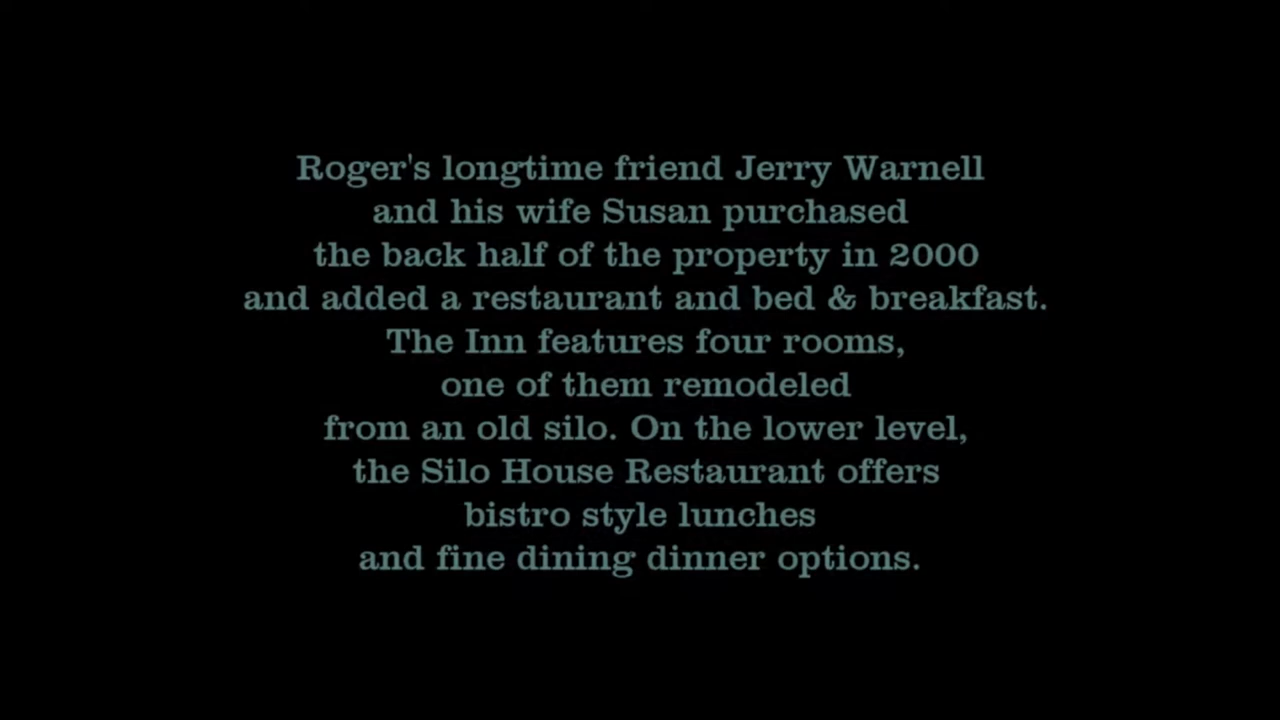 Roger's longtime friend Jerry Warnell
and his wife Susan purchased
the back half of the property in 2000
and added a restaurant and bed & breakfast.
The Inn features four rooms,
one of them remodeled
from an old silo. On the lower level,
the Silo House Restaurant offers
bistro style lunches
and fine dining dinner options.